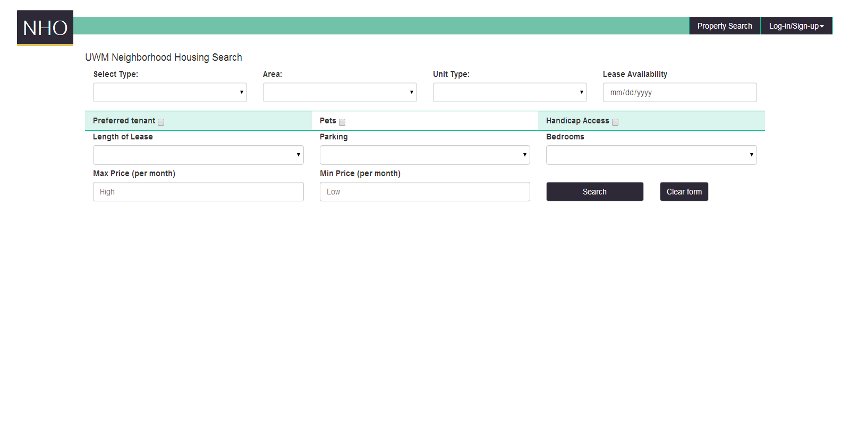 NHO
Property Search Log-in/Sign-up
UWM Neighborhood Housing Search
Select Type: Area: Unit Type: Lease Availability
mm/dd/yyyy
Preferred tenant Pets Handicap Access
Length of Lease Parking Bedrooms
Max Price (per month) Min Price (per month)
High Low Search Clear form